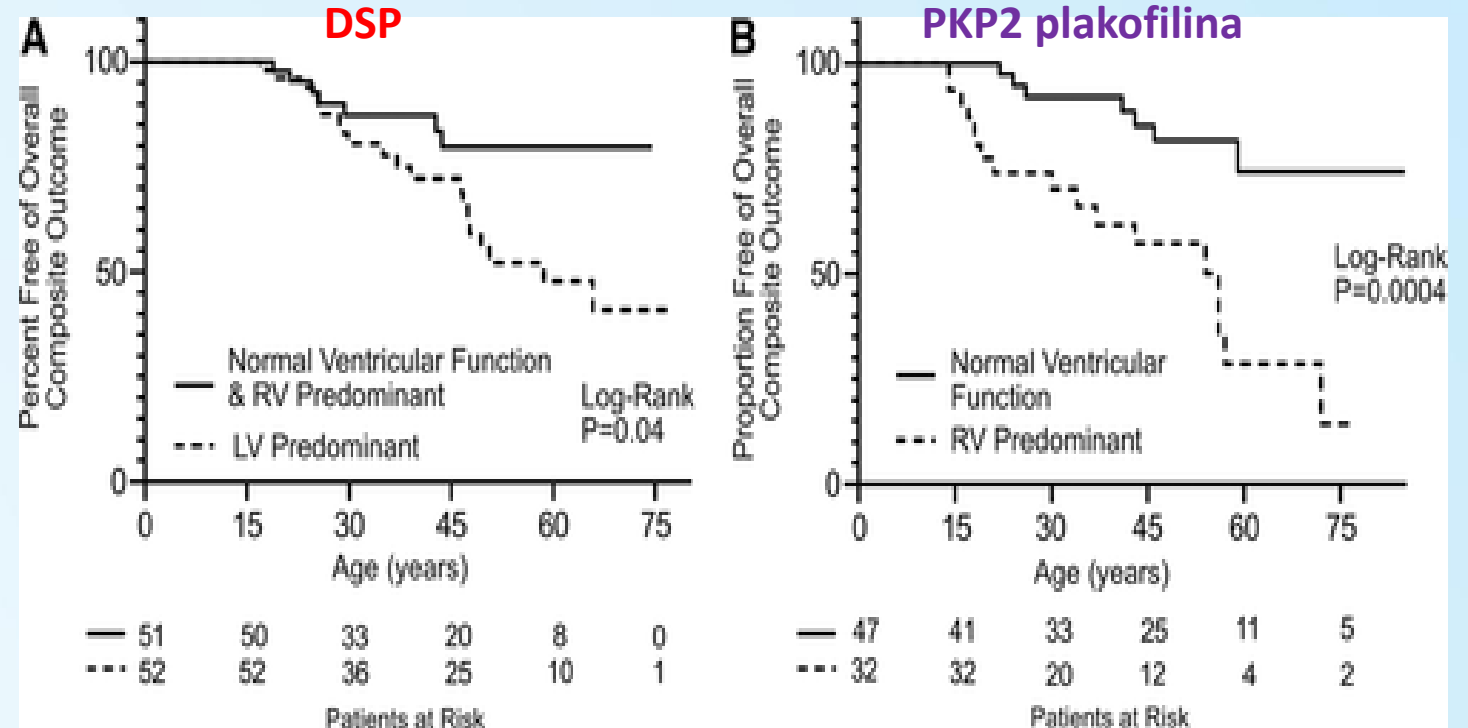 A
DSP
Percent Free of Overall
Composite Outcome
100
50
0
Normal Ventricular Function
& RV Predominant
LV Predominant
Log-Rank
P=0.04
0 15 30 45 60 75
Age (years)
51 50 33 20 8 0
52 52 36 25 10 1
Patients at Risk
B
PKP2 plakofilina
Proportion Free of Overall
Composite Outcome
100
50
0
Log-Rank
P=0.0004
Normal Ventricular
Function
RV Predominant
0 15 30 45 60 75
Age (years)
47 41 33 25 11 5
32 32 20 12 4 2
Patients at Risk